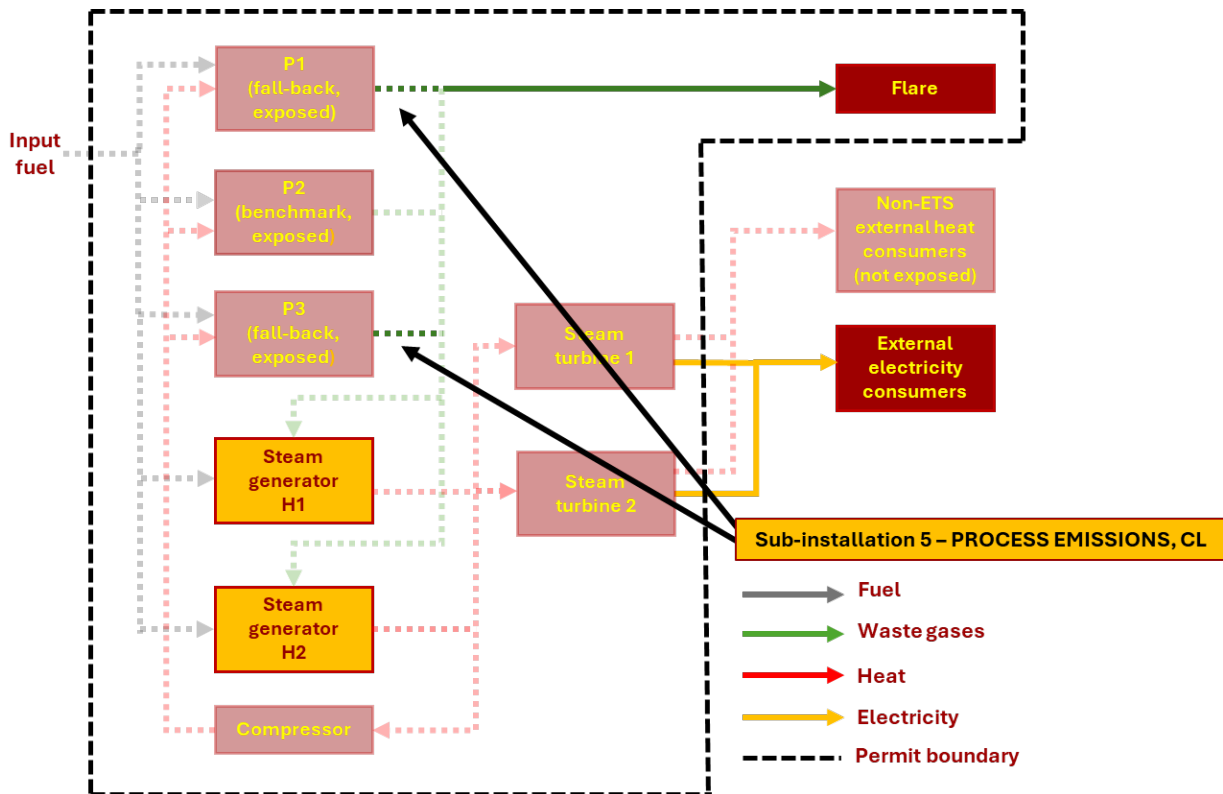 P1
(fall-back,
exposed)
Flare
Input
fuel
P2
(benchmark,
exposed)
Non-ETS
external heat
consumers
(not exposed)
P3
(fall-back,
exposed)
Steam
turbine 1
External
electricity
consumers
Steam
generator
H1
Steam
turbine 2
Sub-installation 5 – PROCESS EMISSIONS, CL
Steam
generator
H2
Compressor
Fuel
Waste gases
Heat
Electricity
Permit boundary